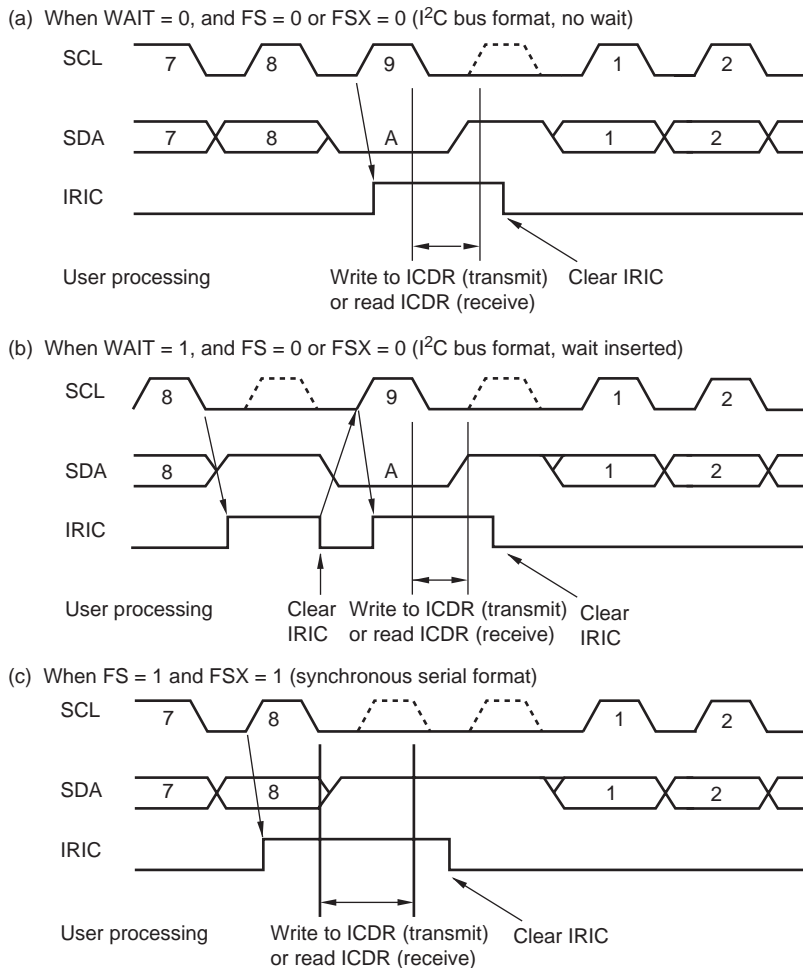 (a) When WAIT = 0, and FS = 0 or FSX = 0 (I²C bus format, no wait)
SCL 7 8 9 1 2
SDA 7 8 A 1 2
IRIC
User processing Write to ICDR (transmit) Clear IRIC
or read ICDR (receive)
(b) When WAIT = 1, and FS = 0 or FSX = 0 (I²C bus format, wait inserted)
SCL 8 9 1 2
SDA 8 A 1 2
IRIC
User processing Clear Write to ICDR (transmit) Clear
IRIC or read ICDR (receive) IRIC
(c) When FS = 1 and FSX = 1 (synchronous serial format)
SCL 7 8 1 2
SDA 7 8 1 2
IRIC
User processing Write to ICDR (transmit) Clear IRIC
or read ICDR (receive)